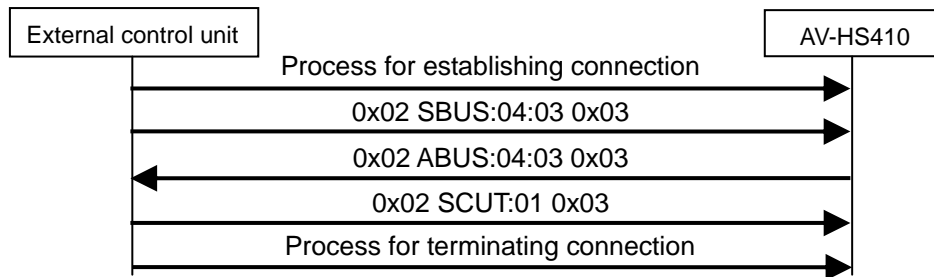 External control unit
AV-HS410
Process for establishing connection
0x02 SBUS:04:03 0x03
0x02 ABUS:04:03 0x03
0x02 SCUT:01 0x03
Process for terminating connection